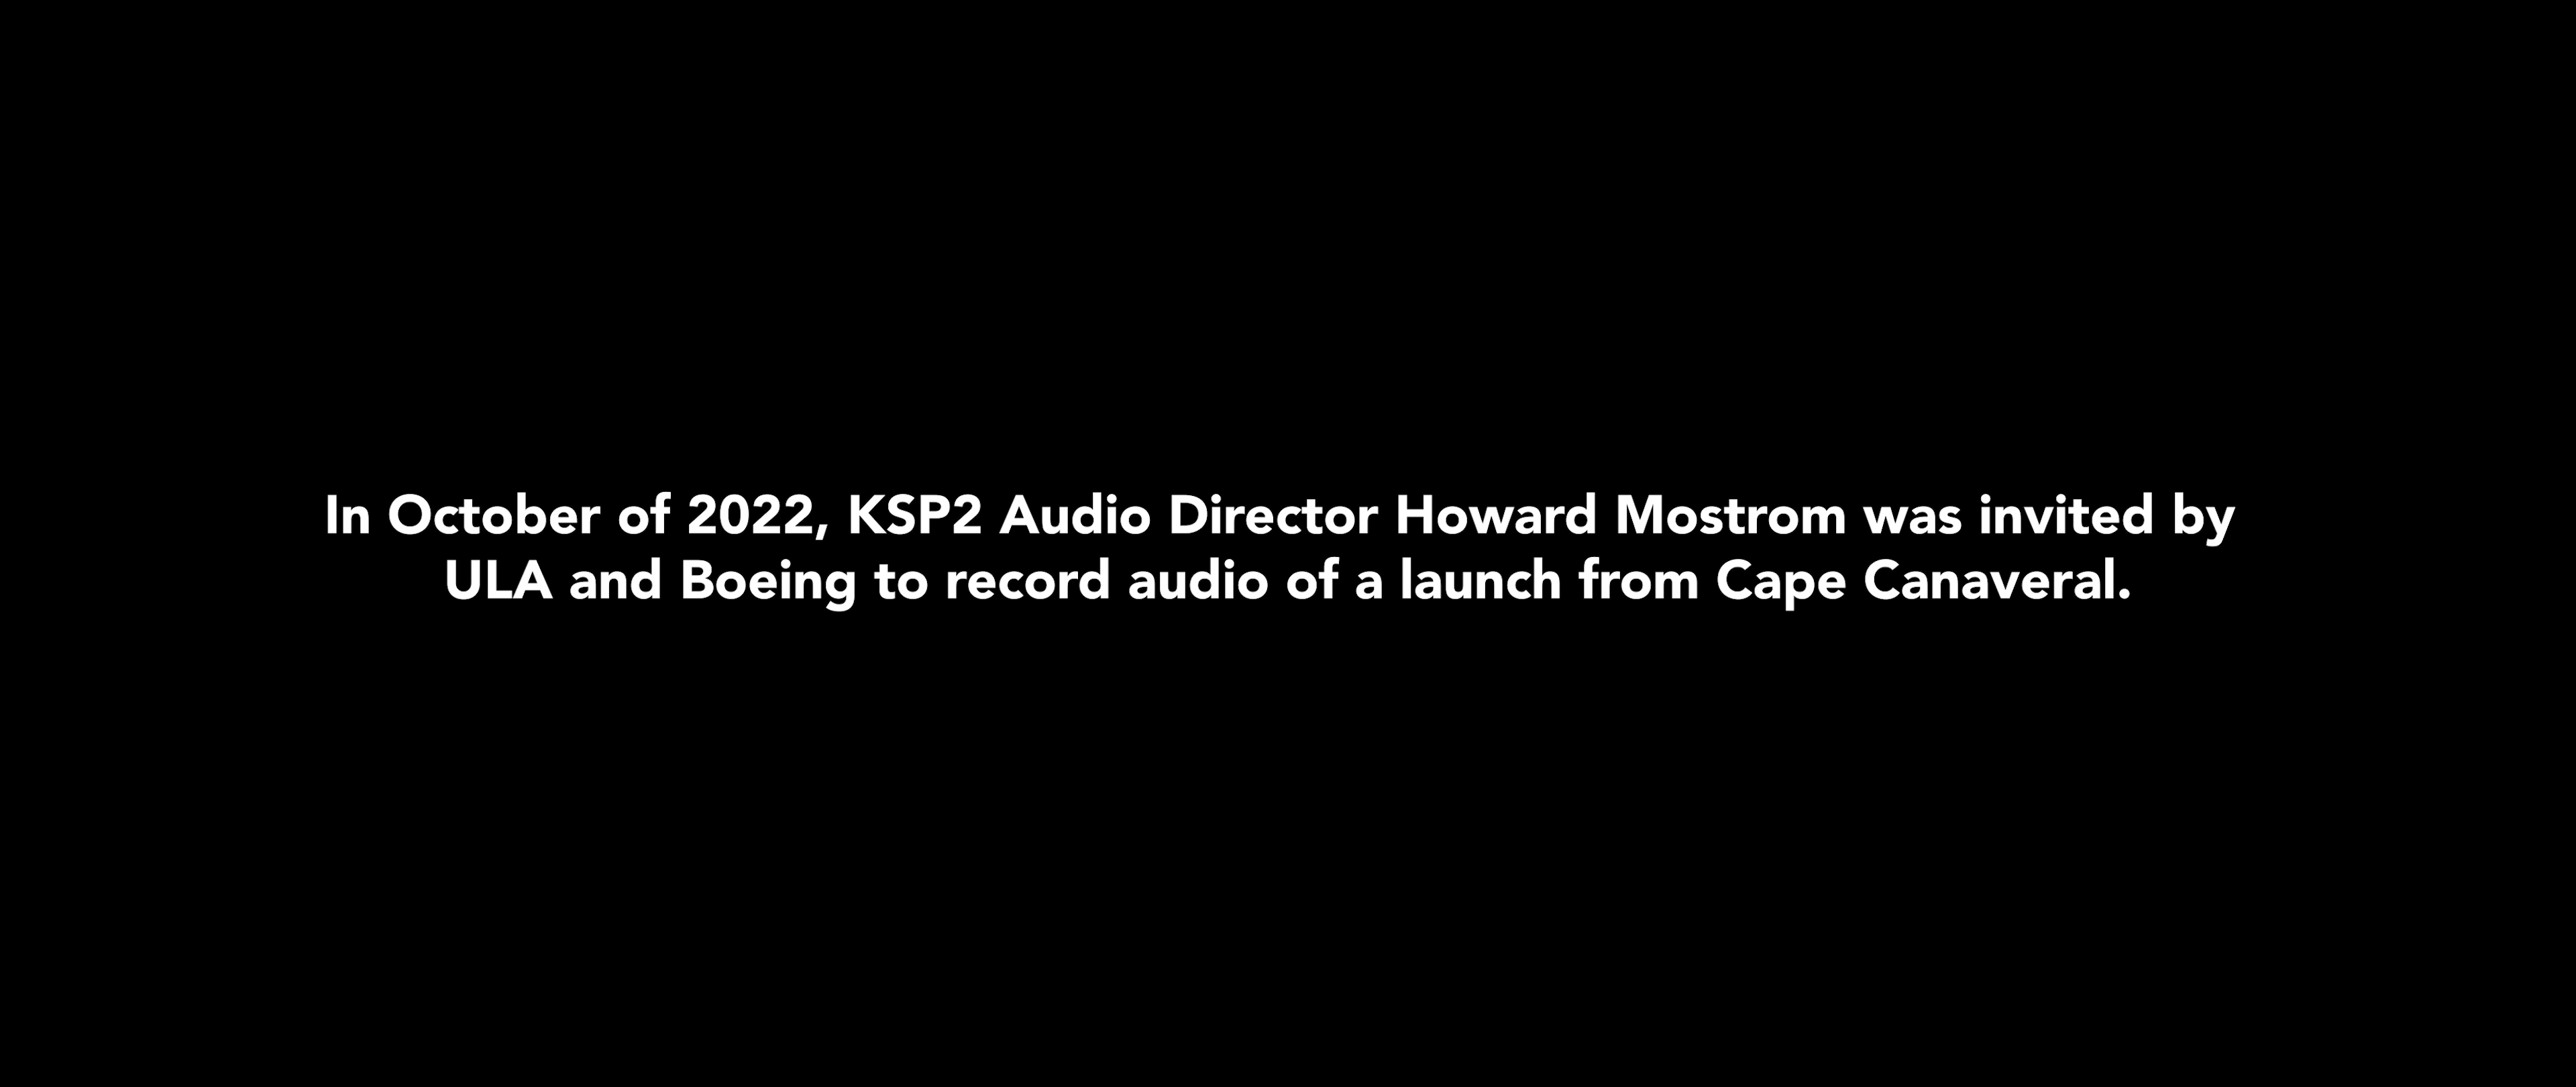 In October of 2022, KSP2 Audio Director Howard Mostrom was invited by
ULA and Boeing to record audio of a launch from Cape Canaveral.